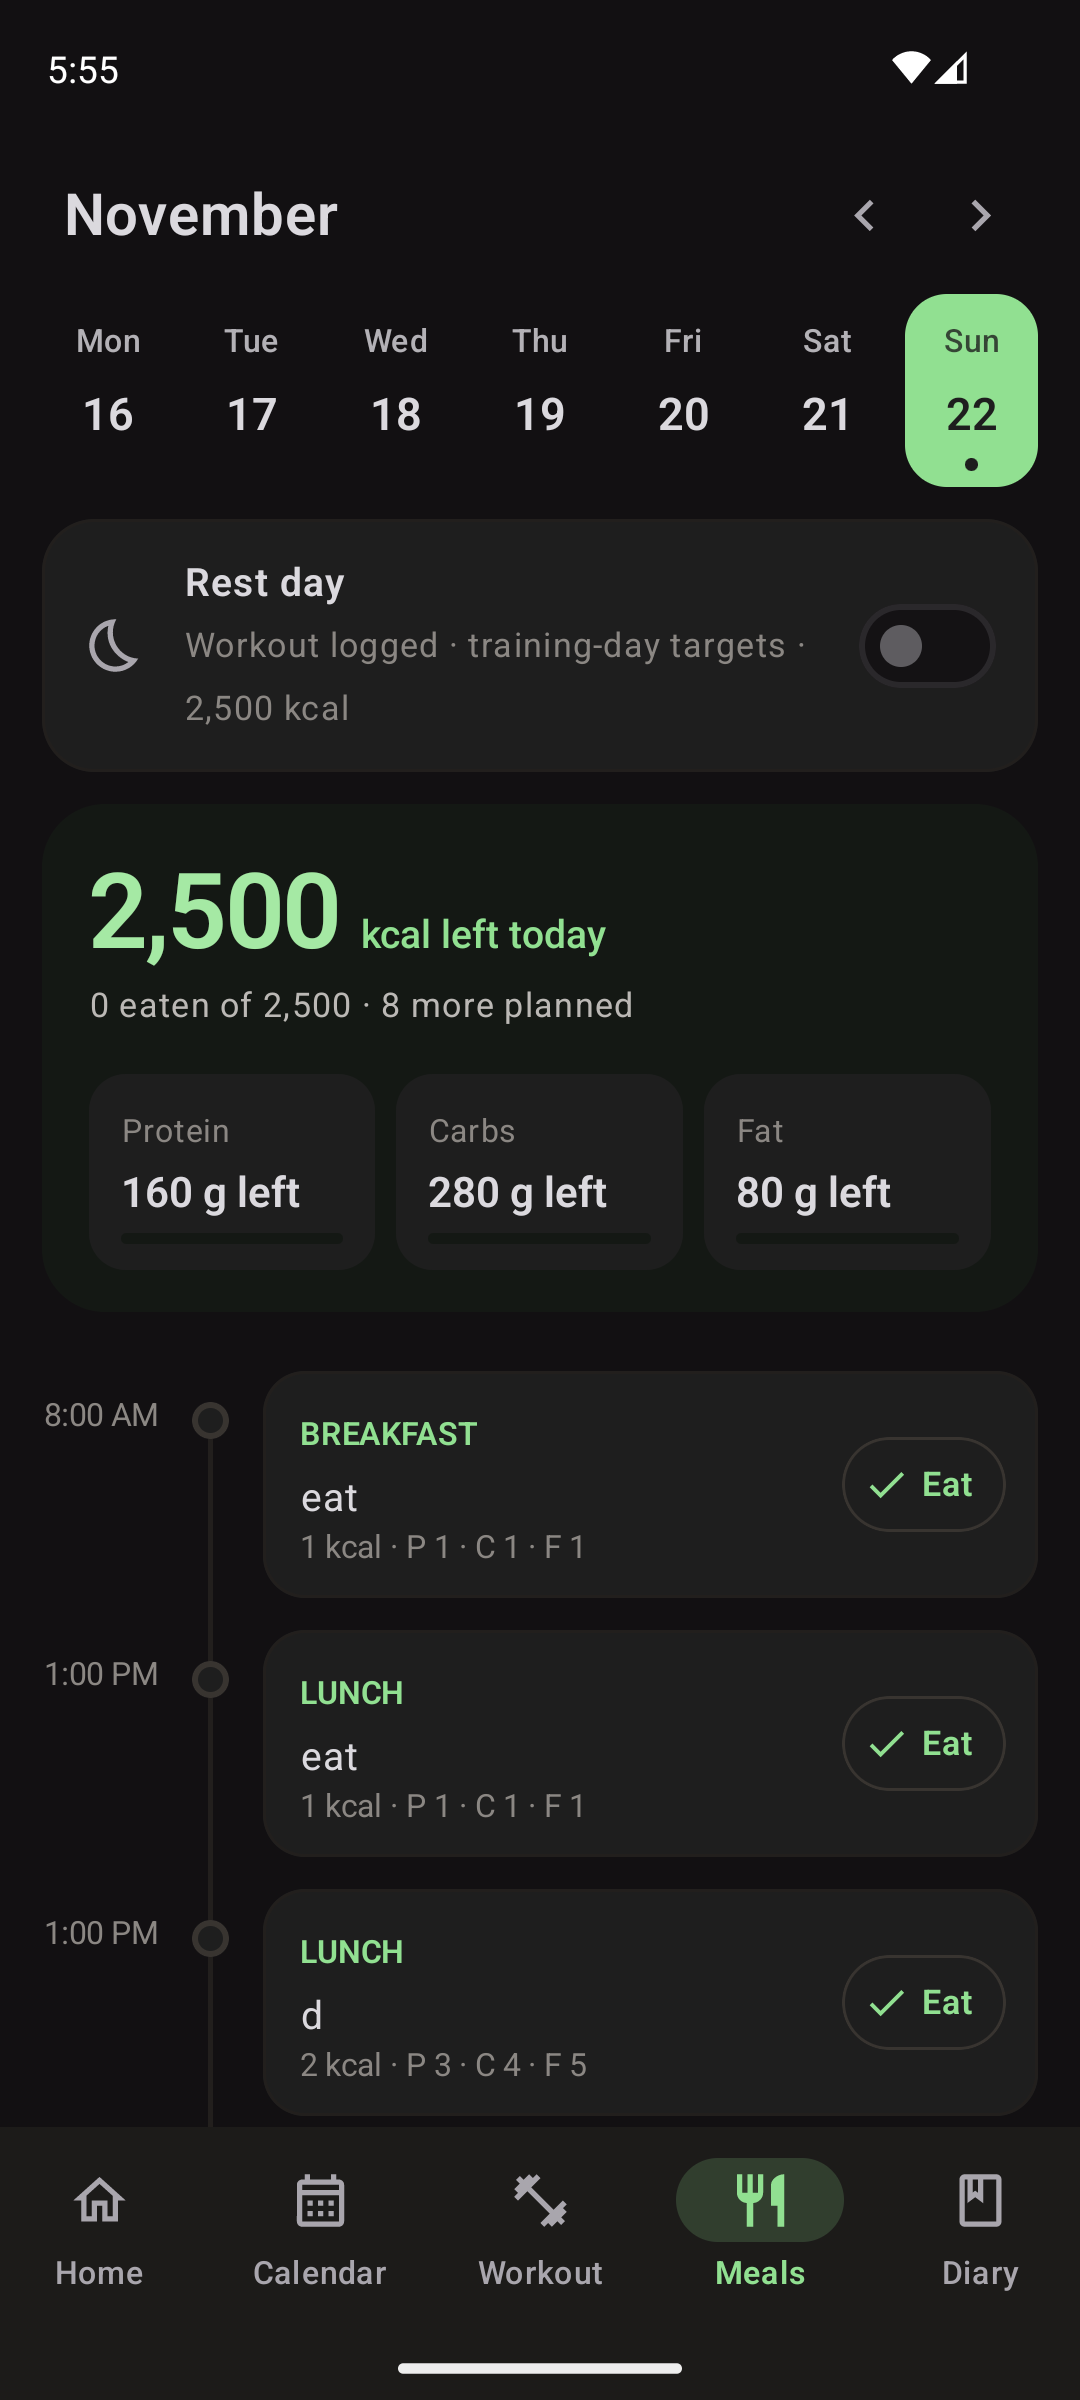 5:55
November
Mon Tue Wed Thu Fri Sat Sun
16 17 18 19 20 21 22
Rest day
Workout logged · training-day targets ·
2,500 kcal
2,500 kcal left today
0 eaten of 2,500 · 8 more planned
Protein Carbs Fat
160 g left 280 g left 80 g left
8:00 AM
BREAKFAST
eat
1 kcal · P 1 · C 1 · F 1
Eat
1:00 PM
LUNCH
eat
1 kcal · P 1 · C 1 · F 1
Eat
1:00 PM
LUNCH
d
2 kcal · P 3 · C 4 · F 5
Eat
Home Calendar Workout Meals Diary